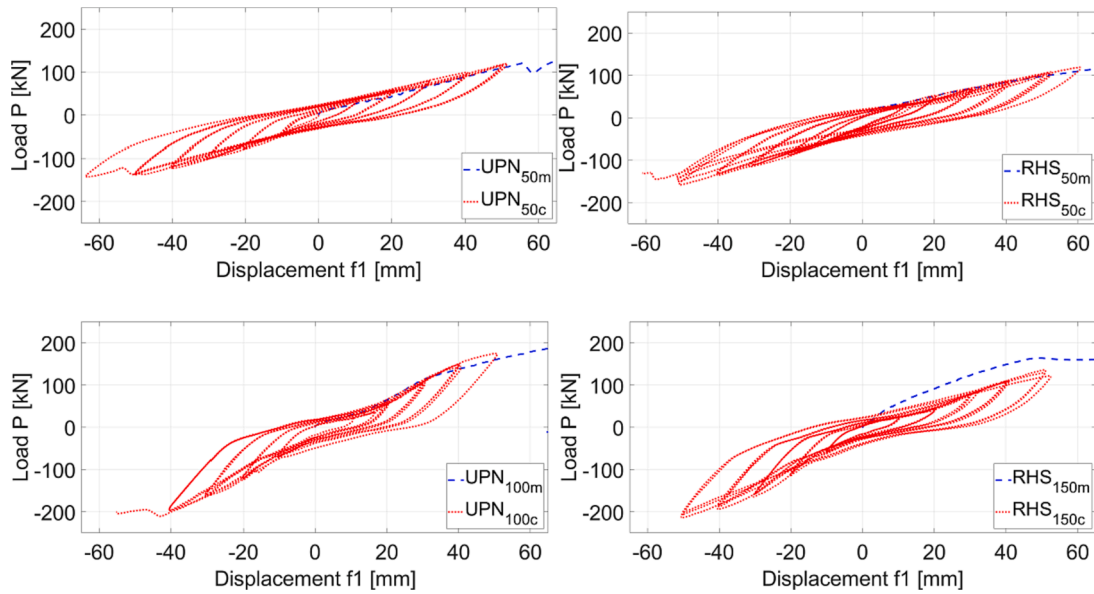 200
100
0
-100
-200
Load P [kN]
-60 -40 -20 0 20 40 60
Displacement f1 [mm]
UPN50m
UPN50c
200
100
0
-100
-200
Load P [kN]
-60 -40 -20 0 20 40 60
Displacement f1 [mm]
RHS50m
RHS50c
200
100
0
-100
-200
Load P [kN]
-60 -40 -20 0 20 40 60
Displacement f1 [mm]
UPN100m
UPN100c
200
100
0
-100
-200
Load P [kN]
-60 -40 -20 0 20 40 60
Displacement f1 [mm]
RHS150m
RHS150c